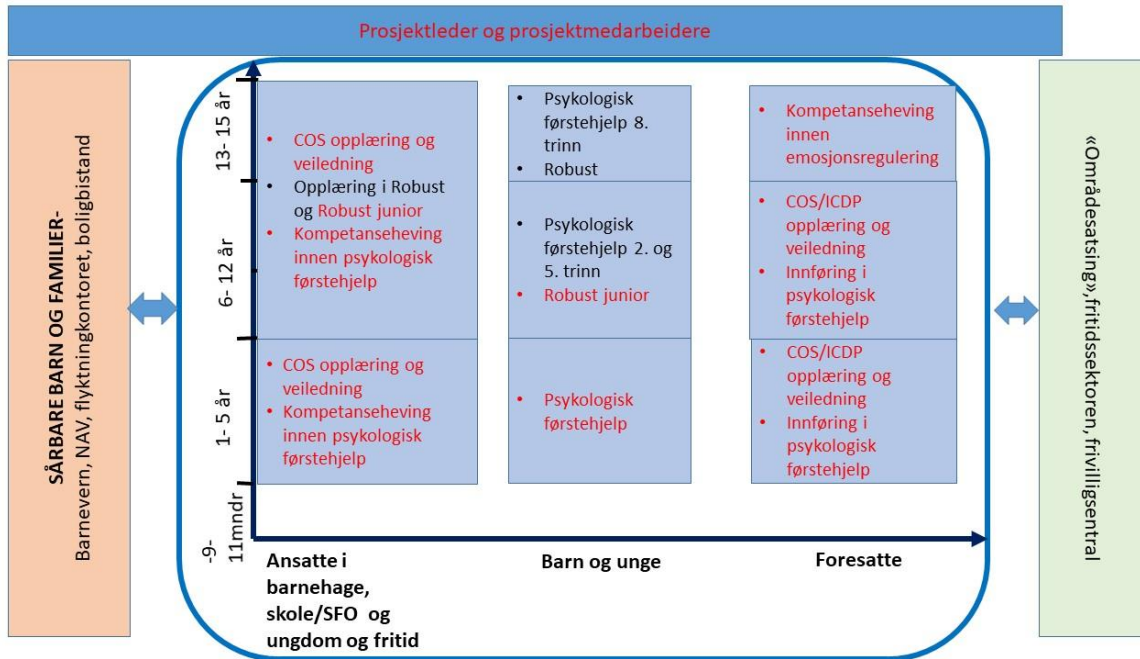 Prosjektleder og prosjektmedarbeidere
SÅRBARE BARN OG FAMILIER-
Barnevern, NAV, flyktningkontoret, boligbistand
13- 15 år
6- 12 år
1- 5 år
-9-
11mndr
• COS opplæring og
veiledning
• Opplæring i Robust
og Robust junior
• Kompetanseheving
innen psykologisk
førstehjelp
• COS opplæring og
veiledning
• Kompetanseheving
innen psykologisk
førstehjelp
Ansatte i
barnehage,
skole/SFO og
ungdom og fritid
• Psykologisk
førstehjelp 8.
trinn
• Robust
• Psykologisk
førstehjelp 2. og
5. trinn
• Robust junior
• Psykologisk
førstehjelp
Barn og unge
• Kompetanseheving
innen
emosjonsregulering
• COS/ICDP
opplæring og
veiledning
• Innføring i
psykologisk
førstehjelp
• COS/ICDP
opplæring og
veiledning
• Innføring i
psykologisk
førstehjelp
Foresatte
«Områdesatsing»,fritidssektoren, frivilligsentral